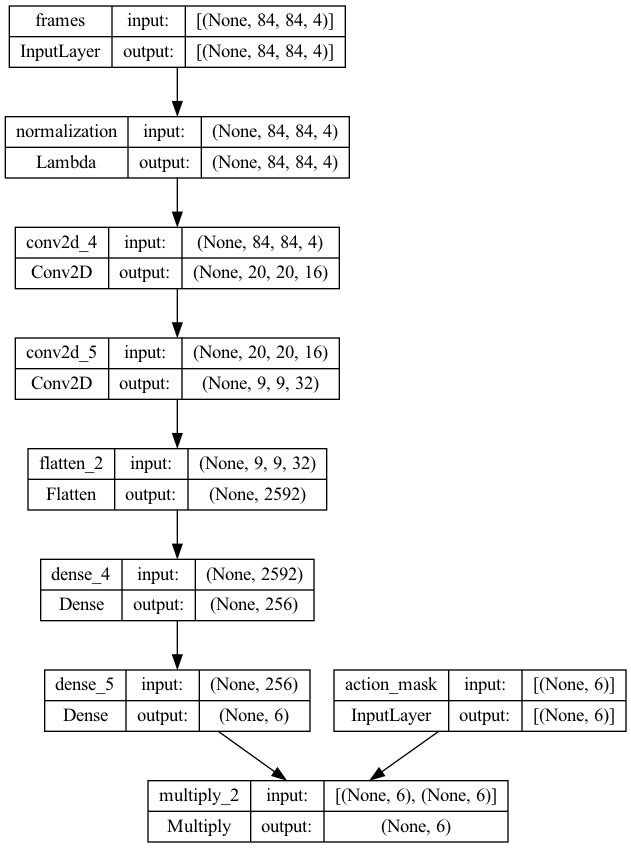 frames input: [(None, 84, 84, 4)]
InputLayer output: [(None, 84, 84, 4)]
normalization input: (None, 84, 84, 4)
Lambda output: (None, 84, 84, 4)
conv2d_4 input: (None, 84, 84, 4)
Conv2D output: (None, 20, 20, 16)
conv2d_5 input: (None, 20, 20, 16)
Conv2D output: (None, 9, 9, 32)
flatten_2 input: (None, 9, 9, 32)
Flatten output: (None, 2592)
dense_4 input: (None, 2592)
Dense output: (None, 256)
dense_5 input: (None, 256)
Dense output: (None, 6)
action_mask input: [(None, 6)]
InputLayer output: [(None, 6)]
multiply_2 input: [(None, 6), (None, 6)]
Multiply output: (None, 6)